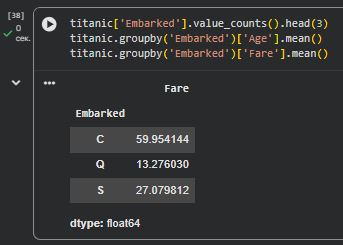 [38]
0
сек.
titanic['Embarked'].value_counts().head(3)
titanic.groupby('Embarked')['Age'].mean()
titanic.groupby('Embarked')['Fare'].mean()
Fare
Embarked
C 59.954144
Q 13.276030
S 27.079812
dtype: float64